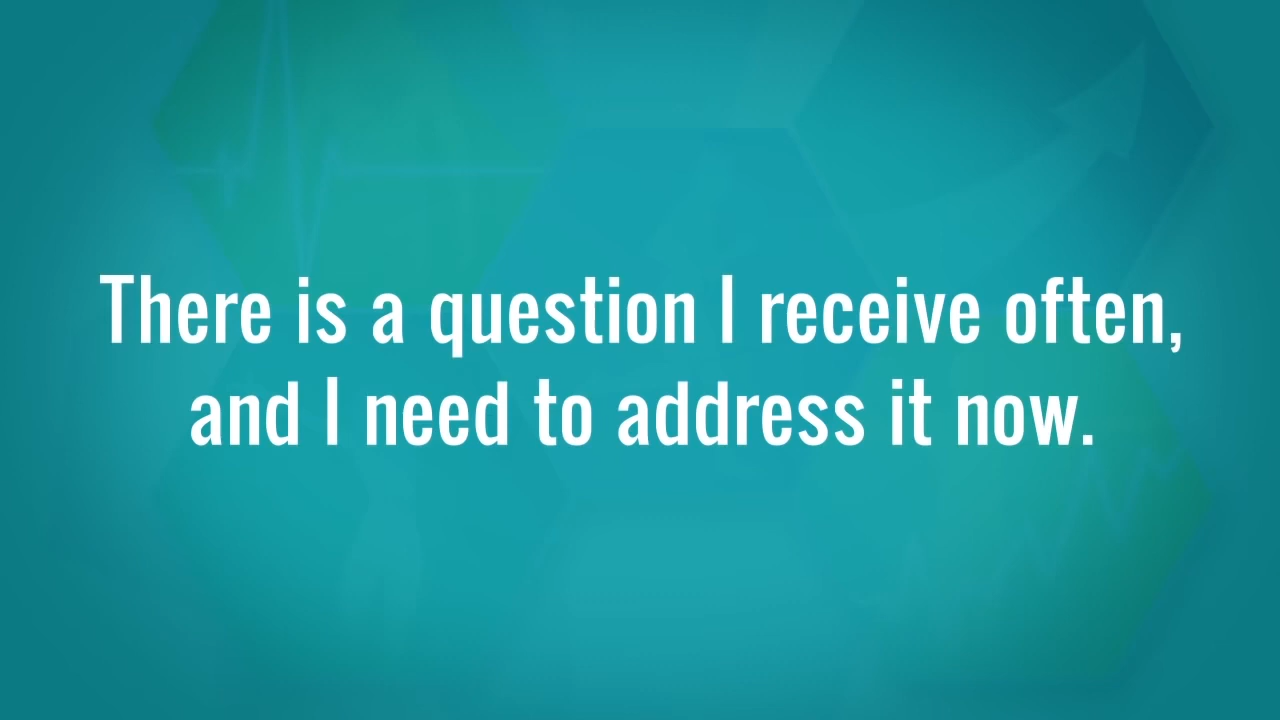 There is a question I receive often,
and I need to address it now.